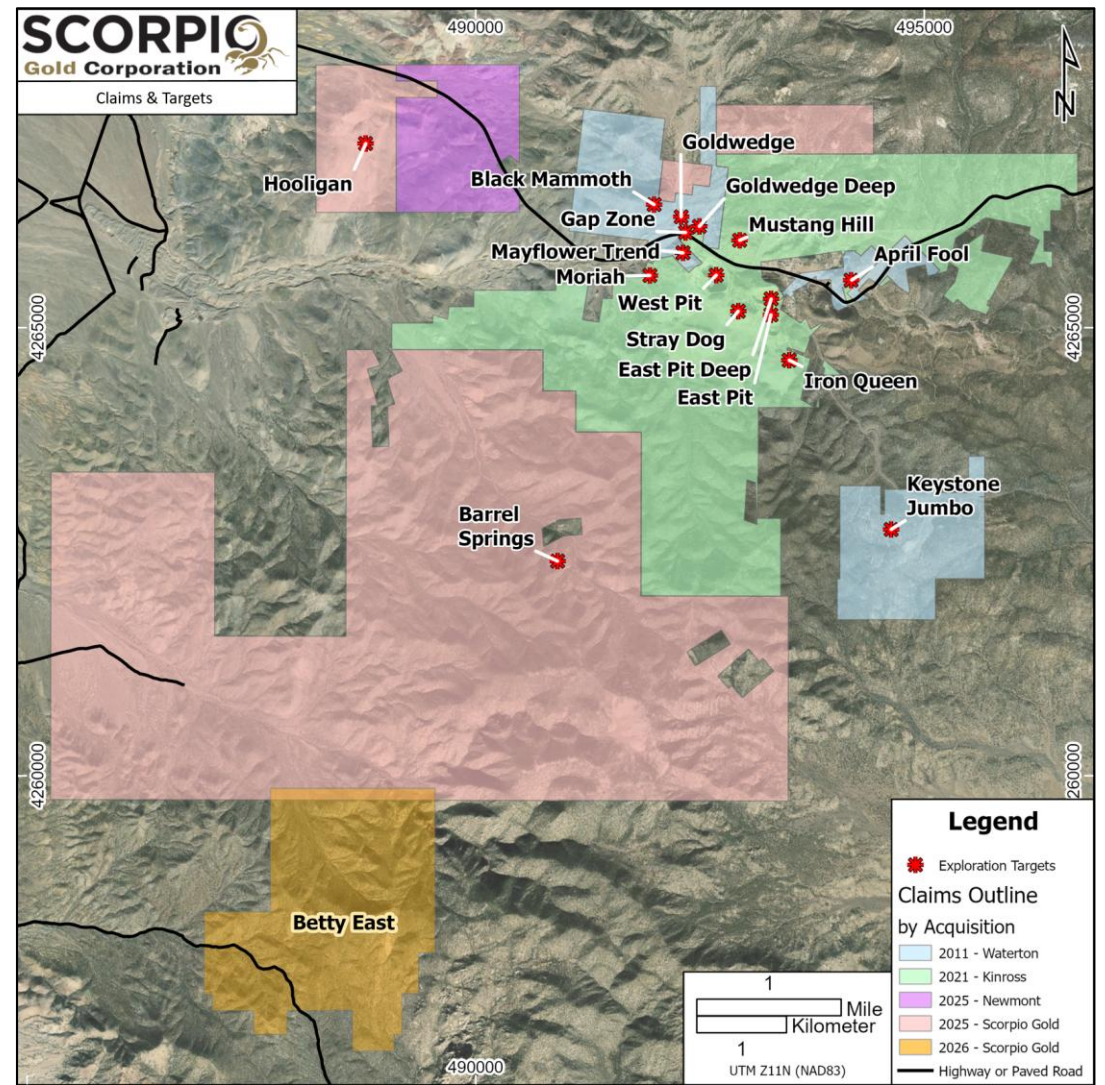 SCORPIO
Gold Corporation
Claims & Targets
490000
495000
N
Goldwedge
Hooligan
Black Mammoth
Goldwedge Deep
Gap Zone
Mustang Hill
Mayflower Trend
April Fool
Moriah
West Pit
4265000
4265000
Stray Dog
East Pit Deep
Iron Queen
East Pit
Keystone
Jumbo
Barrel
Springs
4260000
4260000
Betty East
Legend
Exploration Targets
Claims Outline
by Acquisition
2011 - Waterton
2021 - Kinross
2025 - Newmont
2025 - Scorpio Gold
2026 - Scorpio Gold
Highway or Paved Road
1
Mile
Kilometer
1
UTM Z11N (NAD83)
490000